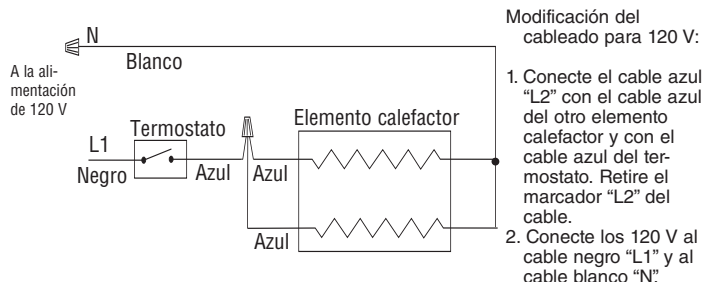 N
Blanco
A la ali-
mentación
de 120 V
L1
Negro
Termostato
Azul
Azul
Azul
Elemento calefactor
Modificación del
cableado para 120 V:
1. Conecte el cable azul
“L2” con el cable azul
del otro elemento
calefactor y con el
cable azul del ter-
mostato. Retire el
marcador “L2” del
cable.
2. Conecte los 120 V al
cable negro “L1” y al
cable blanco “N”.